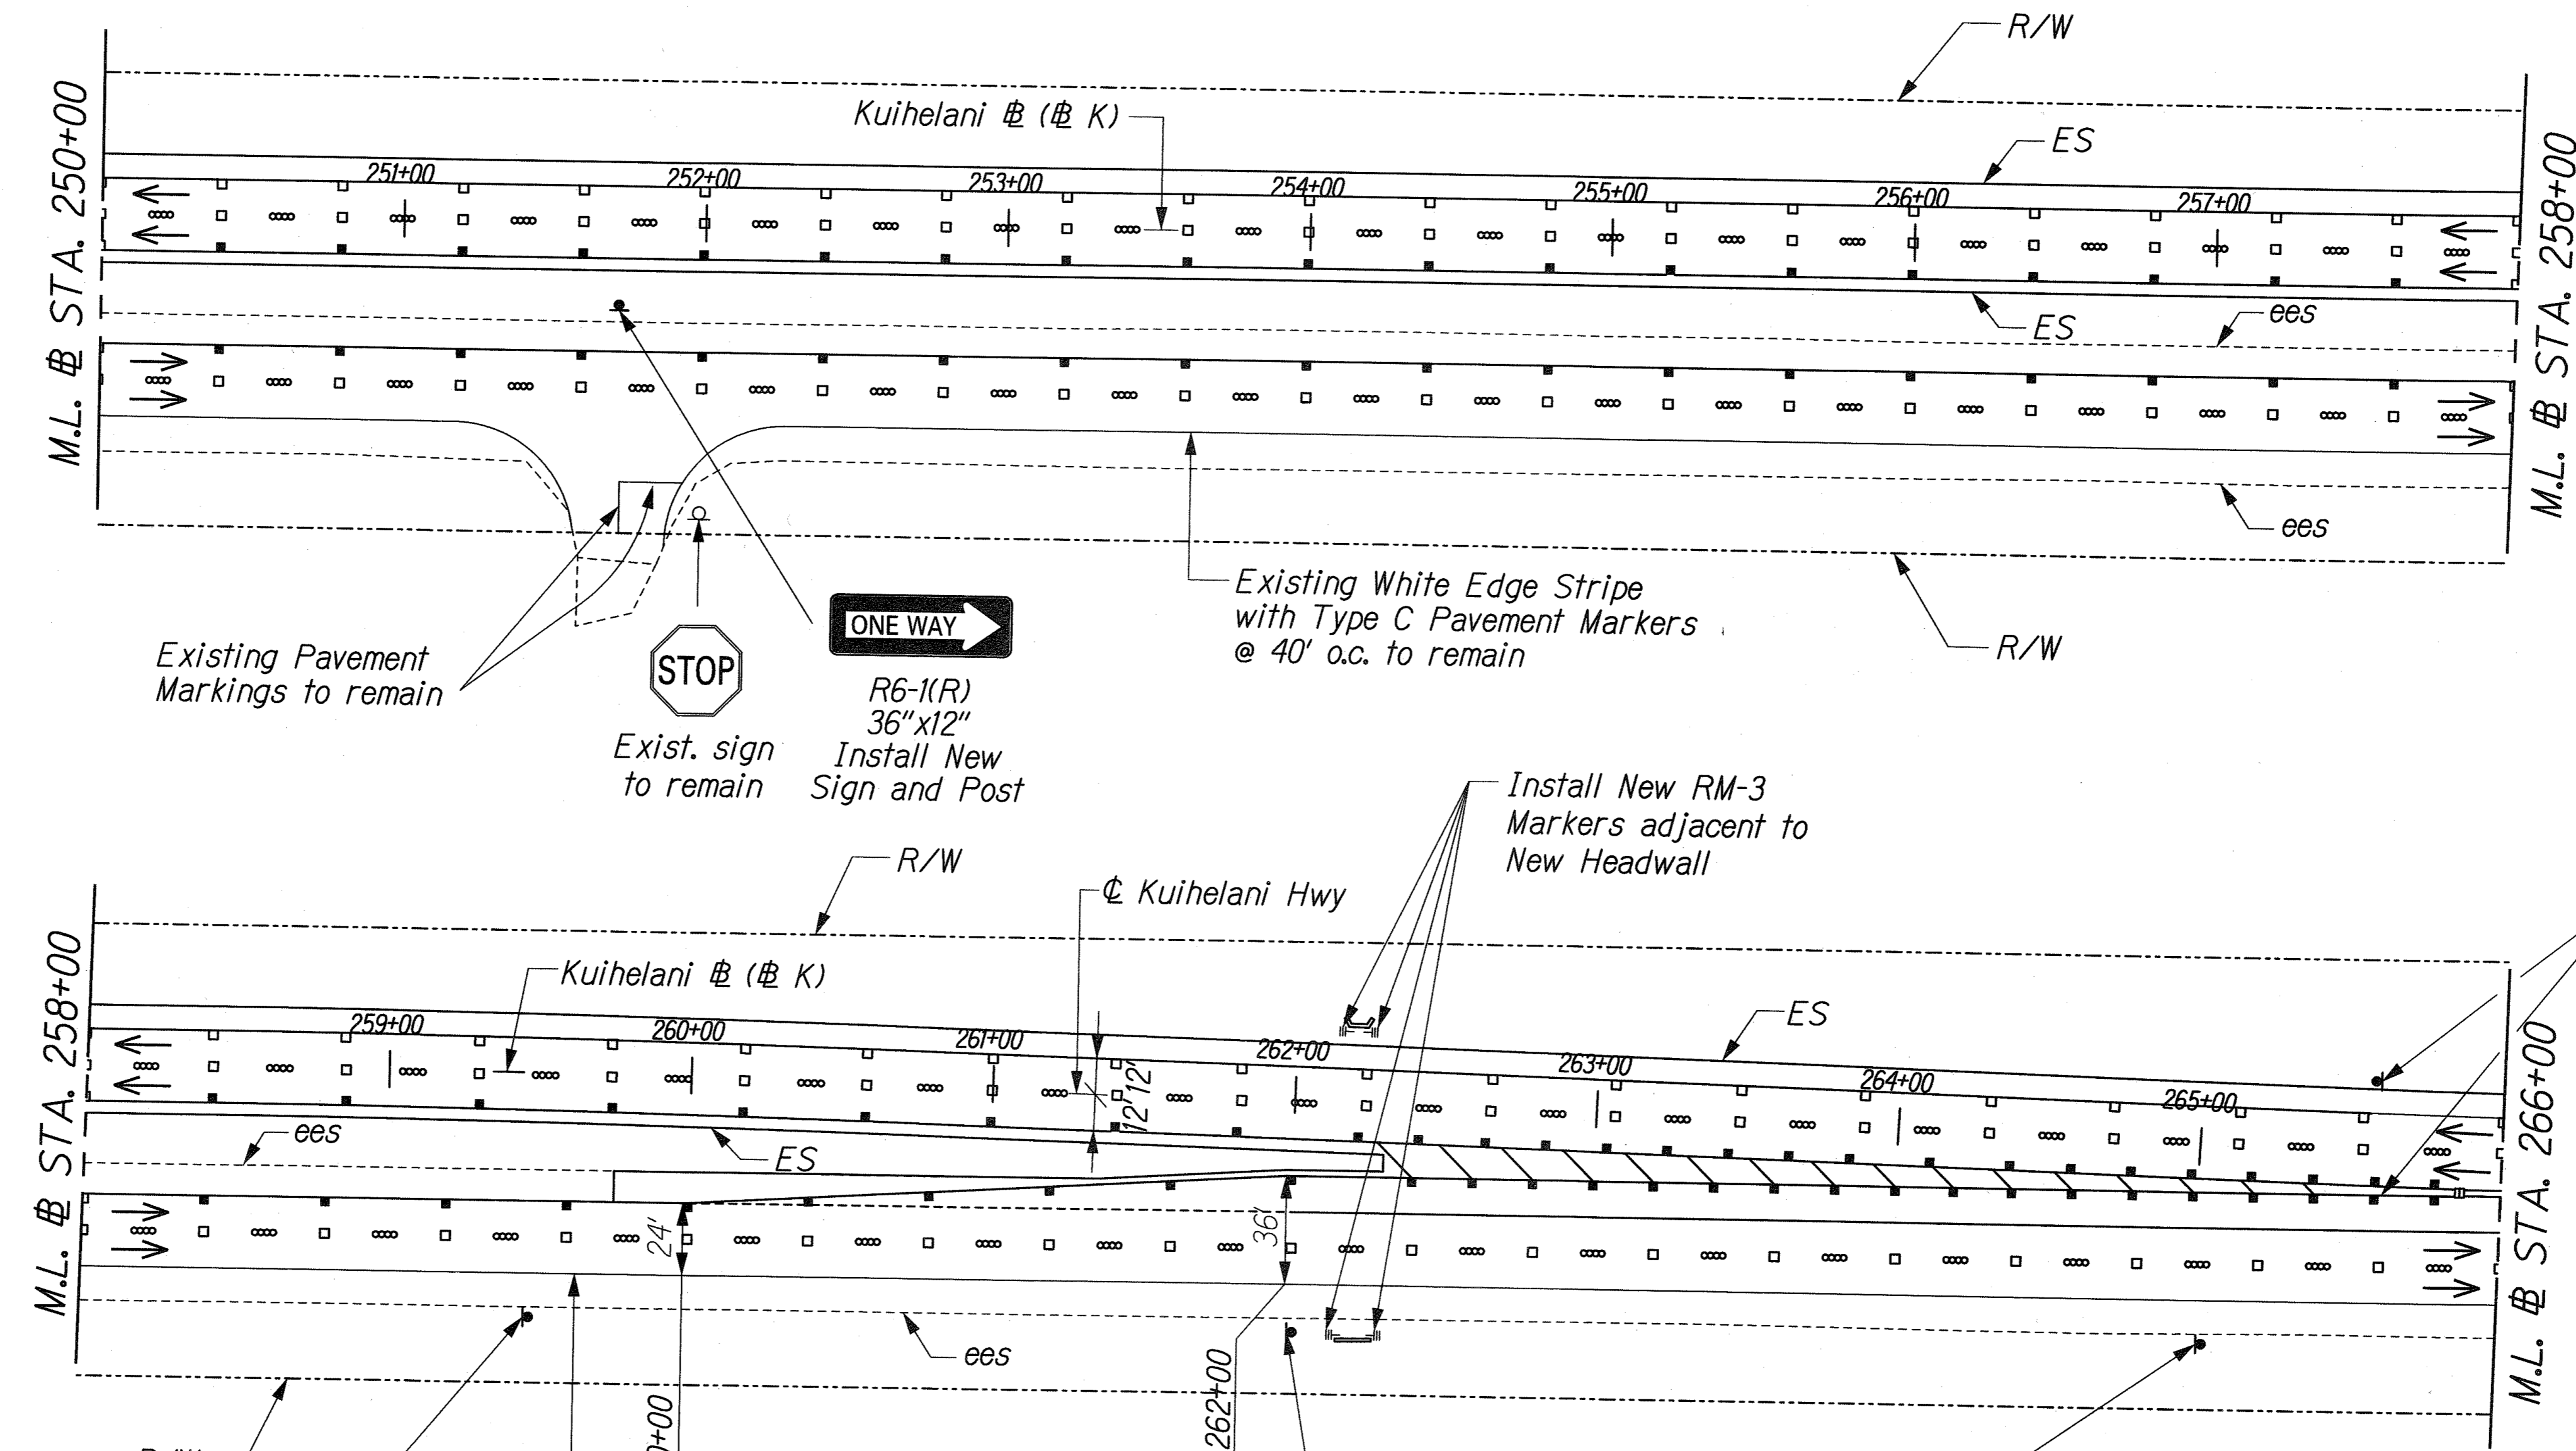 R/W
Kuihelani ⅊ (⅊ K)
ES
M.L. ⅊ STA. 250+00
251+00
252+00
253+00
254+00
255+00
256+00
257+00
M.L. ⅊ STA. 258+00
ees
ES
ees
Existing White Edge Stripe
with Type C Pavement Markers
@ 40' o.c. to remain
R/W
Existing Pavement
Markings to remain
STOP
Exist. sign
to remain
ONE WAY
R6-1(R)
36"x12"
Install New
Sign and Post
Install New RM-3
Markers adjacent to
New Headwall
R/W
℄ Kuihelani Hwy
Kuihelani ⅊ (⅊ K)
ES
M.L. ⅊ STA. 258+00
259+00
260+00
261+00
262+00
263+00
264+00
265+00
M.L. ⅊ STA. 266+00
12'
12'
ees
ES
24'
36'
ees
0+00
262+00